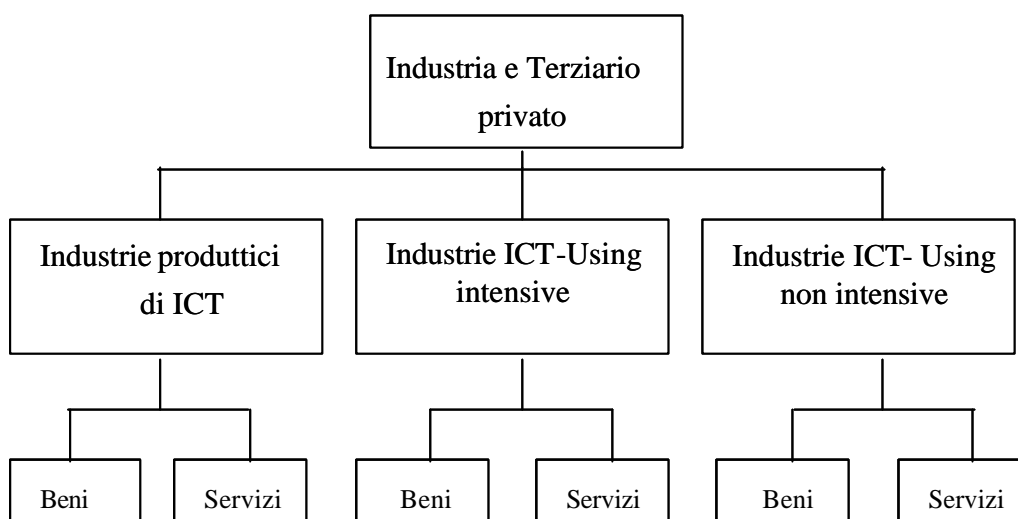 Industria e Terziario
privato
Industrie produttici
di ICT
Industrie ICT-Using
intensive
Industrie ICT- Using
non intensive
Beni
Servizi
Beni
Servizi
Beni
Servizi